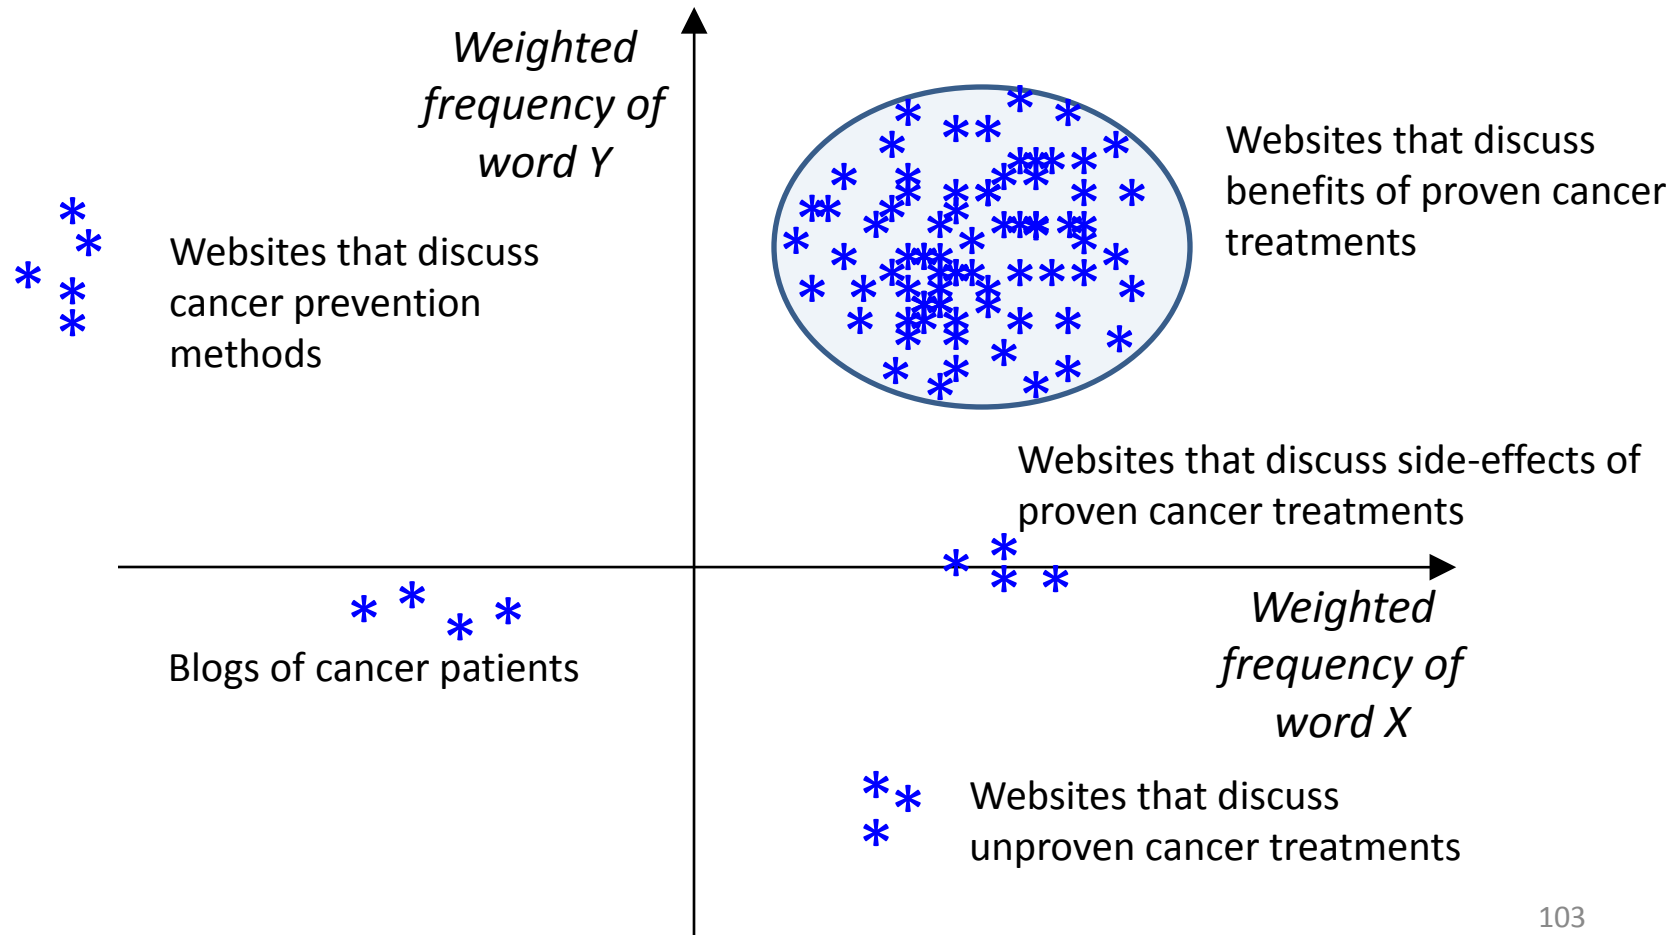 Weighted
frequency of
word Y
Websites that discuss
benefits of proven cancer
treatments
Websites that discuss
cancer prevention
methods
Websites that discuss side-effects of
proven cancer treatments
Weighted
frequency of
word X
Blogs of cancer patients
Websites that discuss
unproven cancer treatments
103